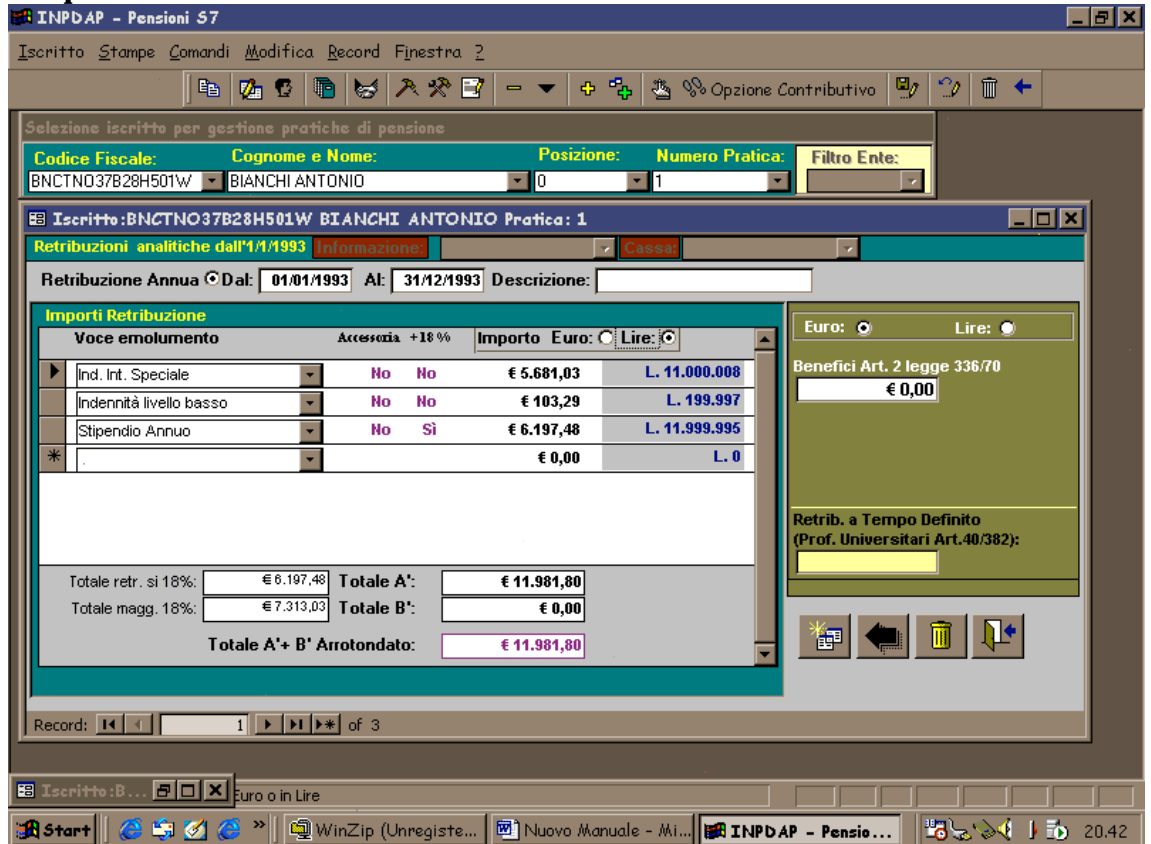 INPDAP - Pensioni S7
Iscritto Stampe Comandi Modifica Record Finestra ?
Opzione Contributivo
Selezione iscritto per gestione pratiche di pensione
Codice Fiscale: Cognome e Nome: Posizione: Numero Pratica: Filtro Ente:
BNCTNO37B28H501W BIANCHI ANTONIO 0 1
Iscritto:BNCTNO37B28H501W BIANCHI ANTONIO Pratica: 1
Retribuzioni analitiche dall'1/1/1993 Informazione: Cassa:
Retribuzione Annua Dal: 01/01/1993 Al: 31/12/1993 Descrizione:
Importi Retribuzione
Euro: Lire:
Voce emolumento Accessoria +18% Importo Euro: Lire:
Benefici Art. 2 legge 336/70
Ind. Int. Speciale No No € 5.681,03 L. 11.000.008
€ 0,00
Indennità livello basso No No € 103,29 L. 199.997
Stipendio Annuo No Sì € 6.197,48 L. 11.999.995
* . € 0,00 L. 0
Retrib. a Tempo Definito
(Prof. Universitari Art.40/382):
Totale retr. si 18%: € 6.197,48 Totale A': € 11.981,80
Totale magg. 18%: € 7.313,03 Totale B': € 0,00
Totale A'+ B' Arrotondato: € 11.981,80
Record: 1 of 3
Iscritto:B... Euro o in Lire
Start » WinZip (Unregiste... Nuovo Manuale - Mi... INPDAP - Pensio... 20.42